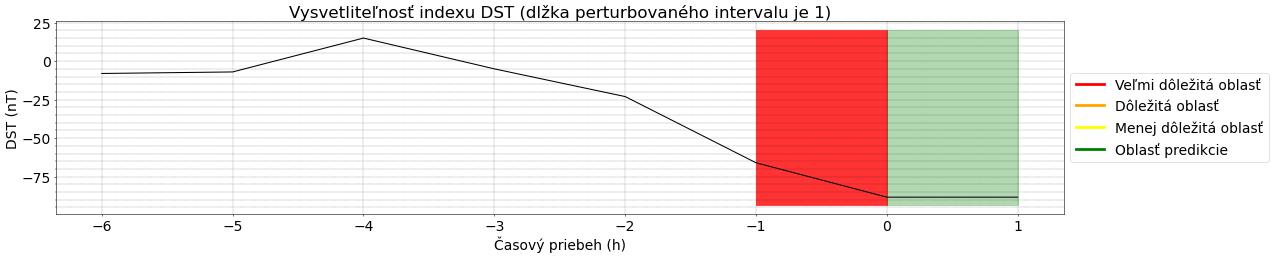 Vysvetliteľnosť indexu DST (dĺžka perturbovaného intervalu je 1)
DST (nT)
25
0
−25
−50
−75
−6
−5
−4
−3
−2
−1
0
1
Časový priebeh (h)
Veľmi dôležitá oblasť
Dôležitá oblasť
Menej dôležitá oblasť
Oblasť predikcie